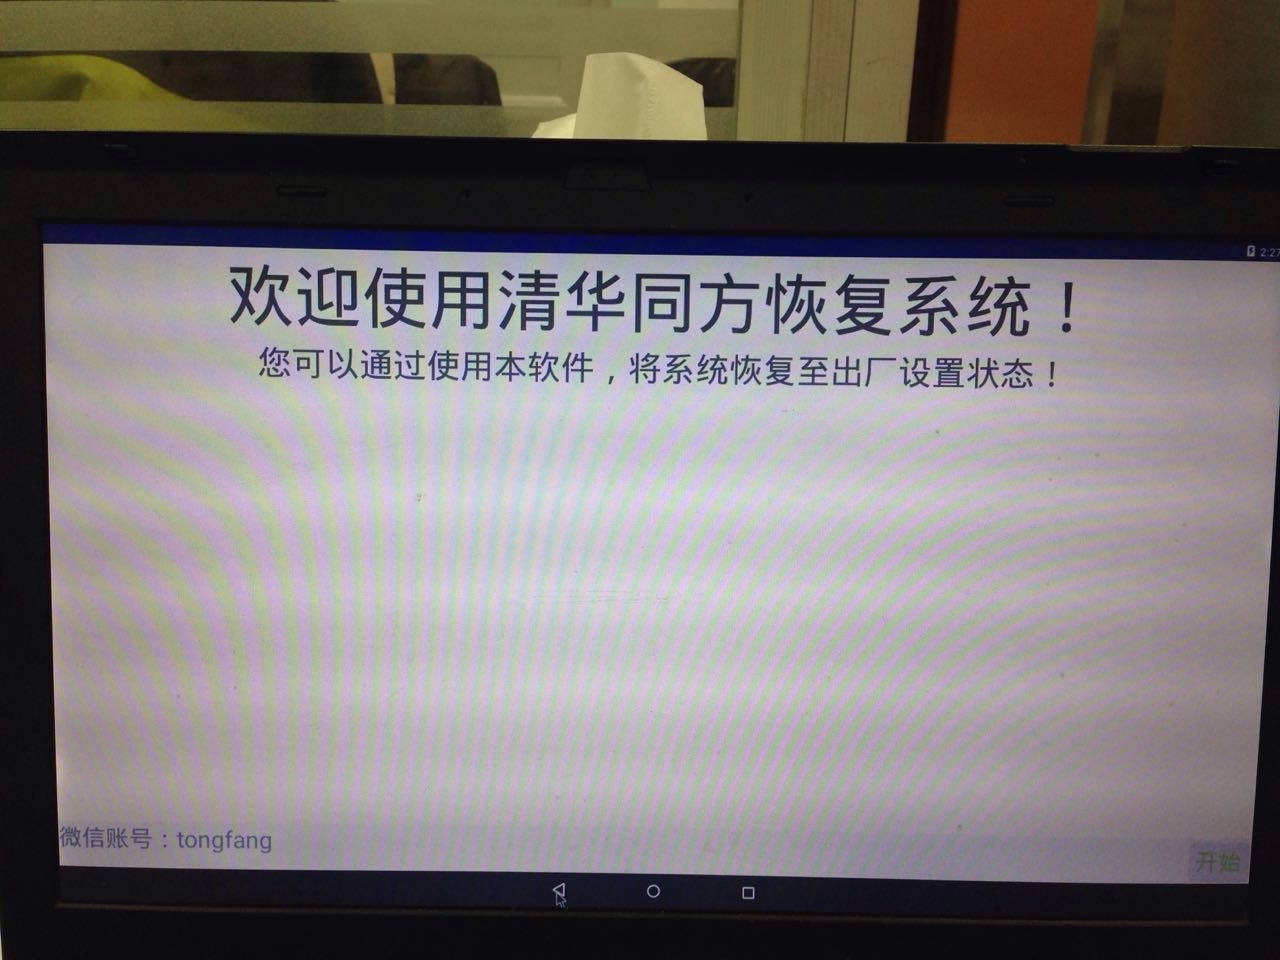 2:27
欢迎使用清华同方恢复系统！
您可以通过使用本软件，将系统恢复至出厂设置状态！
微信账号：tongfang
开始